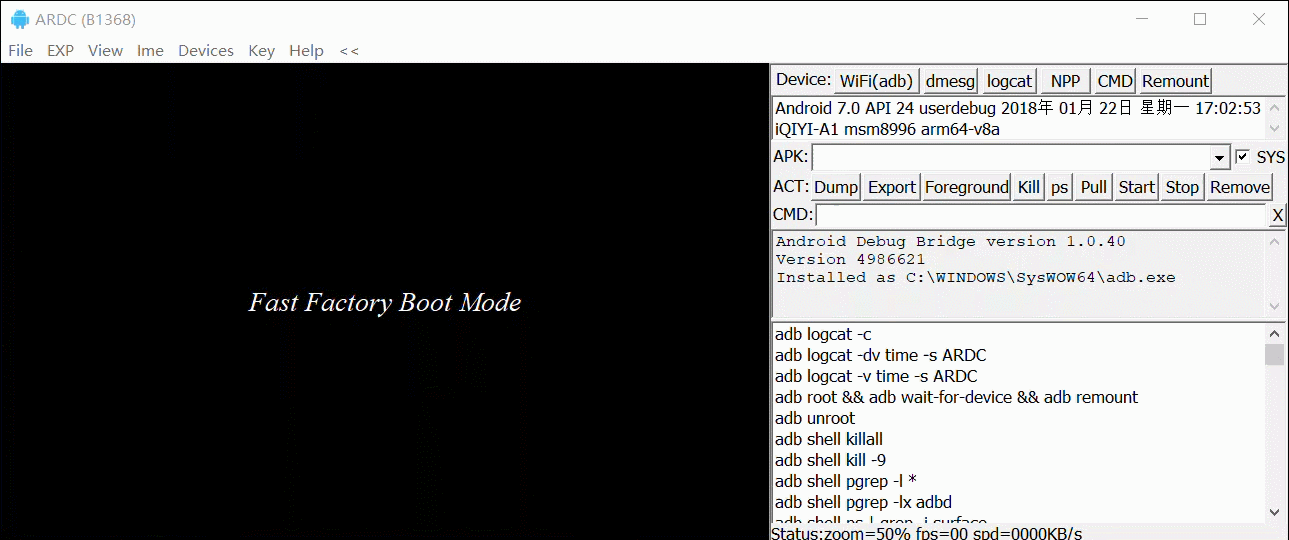 ARDC (B1368)
File EXP View Ime Devices Key Help <<
Fast Factory Boot Mode
Device: WiFi(adb) dmesg logcat NPP CMD Remount
Android 7.0 API 24 userdebug 2018年 01月 22日 星期一 17:02:53
iQIYI-A1 msm8996 arm64-v8a
APK: SYS
ACT: Dump Export Foreground Kill ps Pull Start Stop Remove
CMD: X
Android Debug Bridge version 1.0.40
Version 4986621
Installed as C:\WINDOWS\SysWOW64\adb.exe
adb logcat -c
adb logcat -dv time -s ARDC
adb logcat -v time -s ARDC
adb root && adb wait-for-device && adb remount
adb unroot
adb shell killall
adb shell kill -9
adb shell pgrep -l *
adb shell pgrep -lx adbd
adb shell ps | grep -i surface
Status:zoom=50% fps=00 spd=0000KB/s